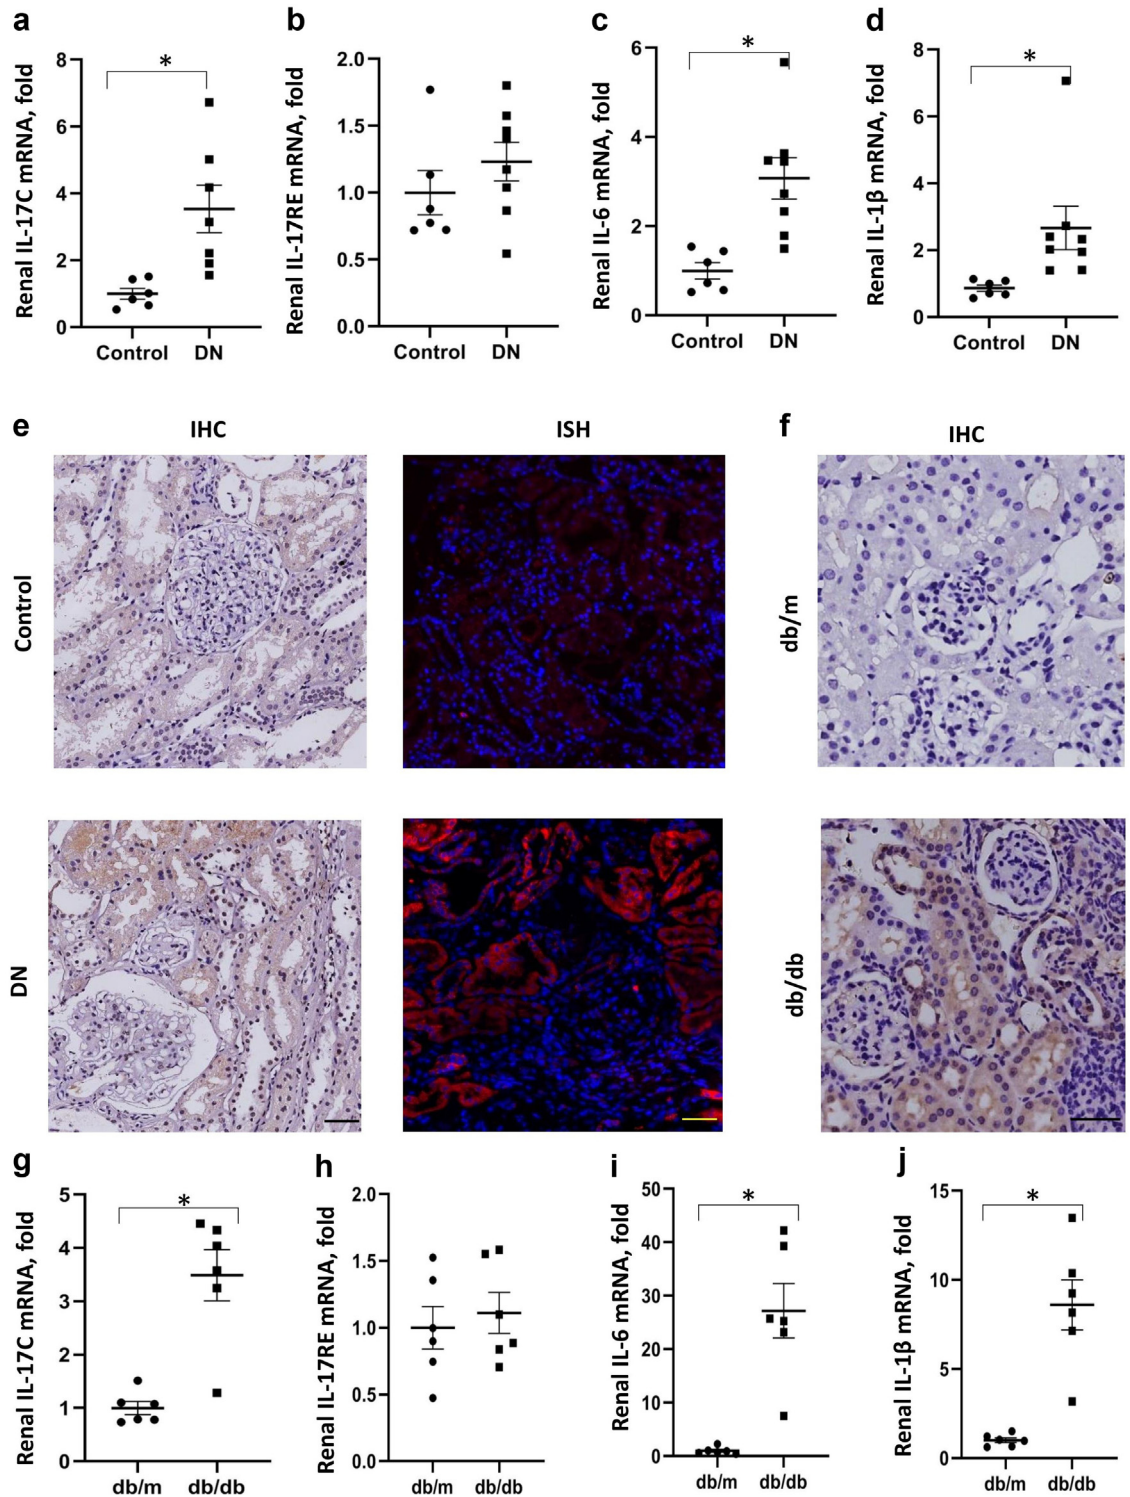 a
b
c
d
Renal IL-17C mRNA, fold
8
6
4
2
0
*
Control DN
Renal IL-17RE mRNA, fold
2.0
1.5
1.0
0.5
0.0
Control DN
Renal IL-6 mRNA, fold
6
4
2
0
*
Control DN
Renal IL-1β mRNA, fold
8
6
4
2
0
*
Control DN
e
IHC
ISH
f
IHC
Control
db/m
DN
db/db
g
h
i
j
Renal IL-17C mRNA, fold
5
4
3
2
1
0
*
db/m db/db
Renal IL-17RE mRNA, fold
2.0
1.5
1.0
0.5
0.0
db/m db/db
Renal IL-6 mRNA, fold
50
40
30
20
10
0
*
db/m db/db
Renal IL-1β mRNA, fold
15
10
5
0
*
db/m db/db